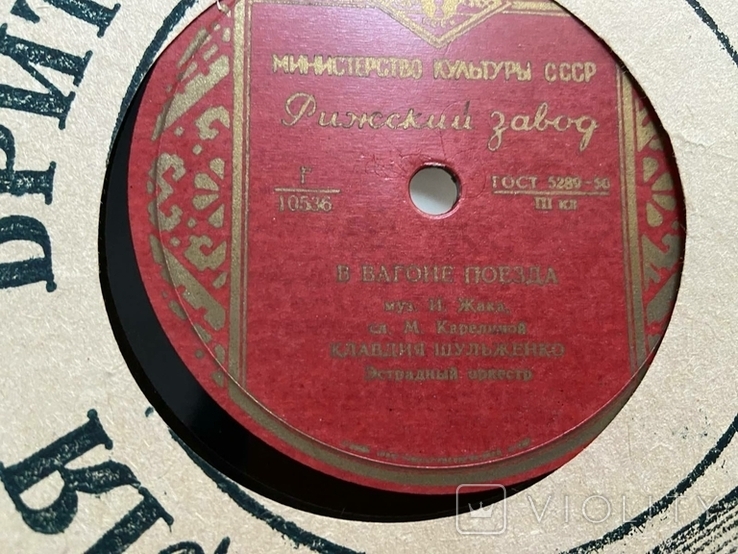 МИНИСТЕРСТВО КУЛЬТУРЫ СССР
Рижский завод
Г
10536
ГОСТ 5289-50
III кл
В ВАГОНЕ ПОЕЗДА
муз И. Жака,
сл. М. Карелиной
КЛАВДИЯ ШУЛЬЖЕНКО
Эстрадный оркестр
VIOLITY